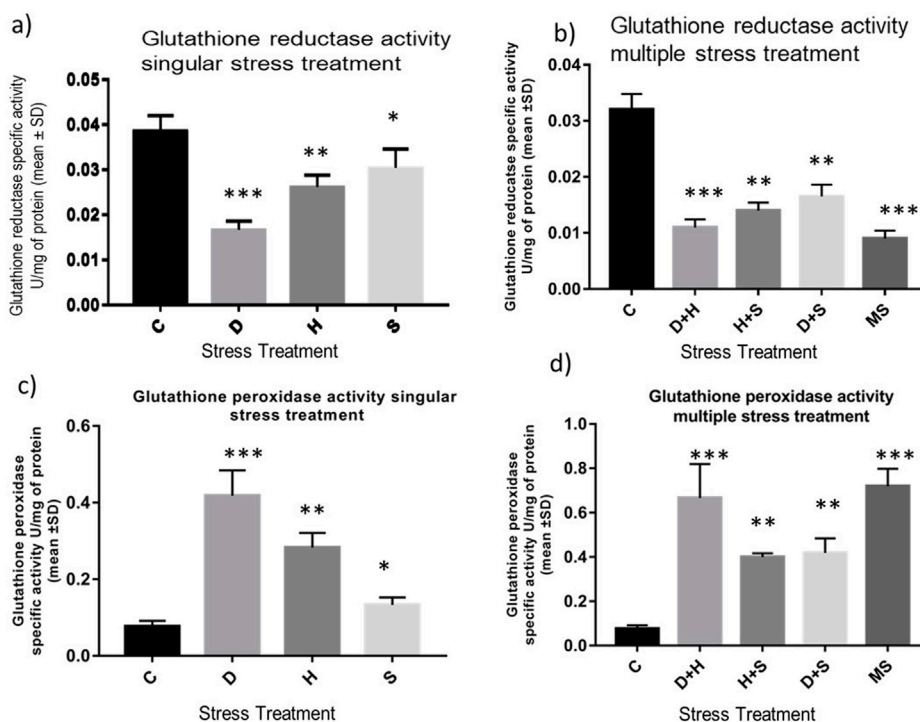 a)
Glutathione reductase activity
singular stress treatment
Glutathione reductase specific activity
U/mg of protein (mean ± SD)
0.05
0.04
0.03
0.02
0.01
0.00
***
**
*
C
D
H
S
Stress Treatment
b)
Glutathione reductase activity
multiple stress treatment
Glutathione reducatse specific activity
U/mg of protein (mean ±SD)
0.04
0.03
0.02
0.01
0.00
***
**
**
***
C
D+H
H+S
D+S
MS
Stress Treatment
c)
Glutathione peroxidase activity singular
stress treatment
Glutathione peroxidase
specific activity U/mg of protein
(mean ±SD)
0.6
0.4
0.2
0.0
***
**
*
C
D
H
S
Stress Treatment
d)
Glutathione peroxidase activity
multiple stress treatment
Glutathione peroxidase
specific activity U/mg of protein
(mean ±SD)
1.0
0.8
0.6
0.4
0.2
0.0
***
**
**
***
C
D+H
H+S
D+S
MS
Stress Treatment